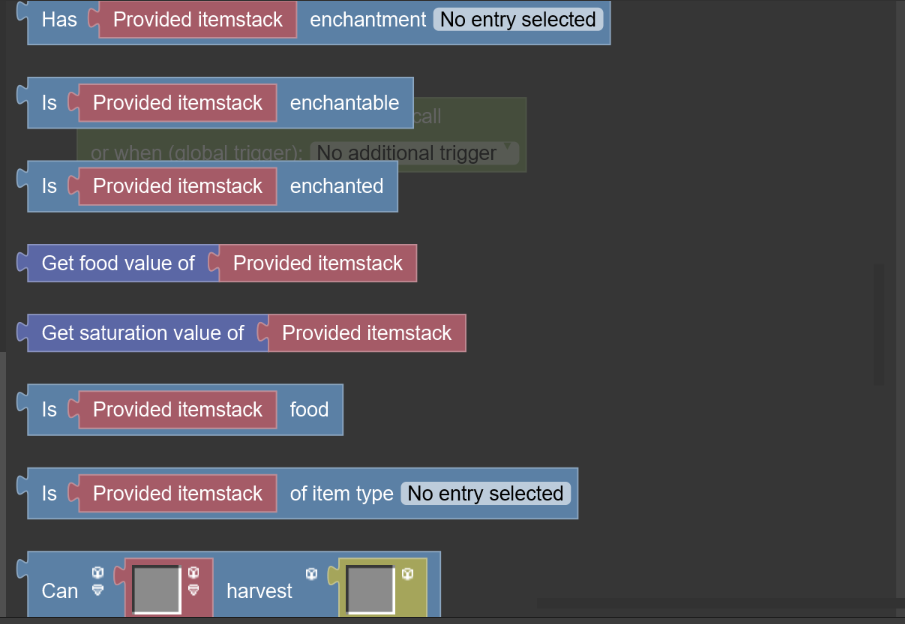 Has Provided itemstack enchantment No entry selected
Is Provided itemstack enchantable
call
or when (global trigger): No additional trigger
Is Provided itemstack enchanted
Get food value of Provided itemstack
Get saturation value of Provided itemstack
Is Provided itemstack food
Is Provided itemstack of item type No entry selected
Can harvest